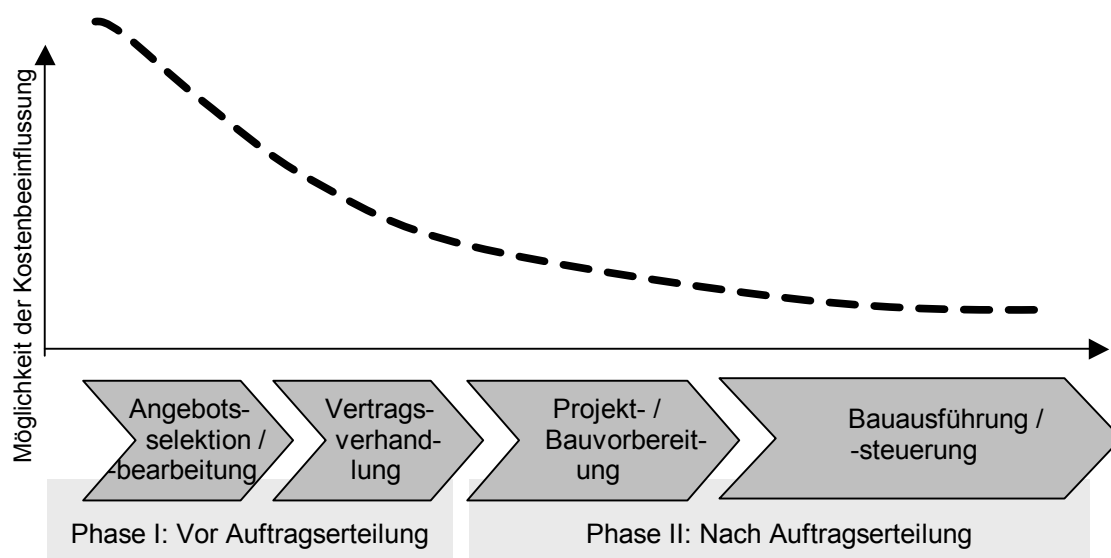 Möglichkeit der Kostenbeeinflussung
Angebots-
selektion /
-bearbeitung
Vertrags-
verhand-
lung
Projekt- /
Bauvorbereit-
ung
Bauausführung /
-steuerung
Phase I: Vor Auftragserteilung
Phase II: Nach Auftragserteilung